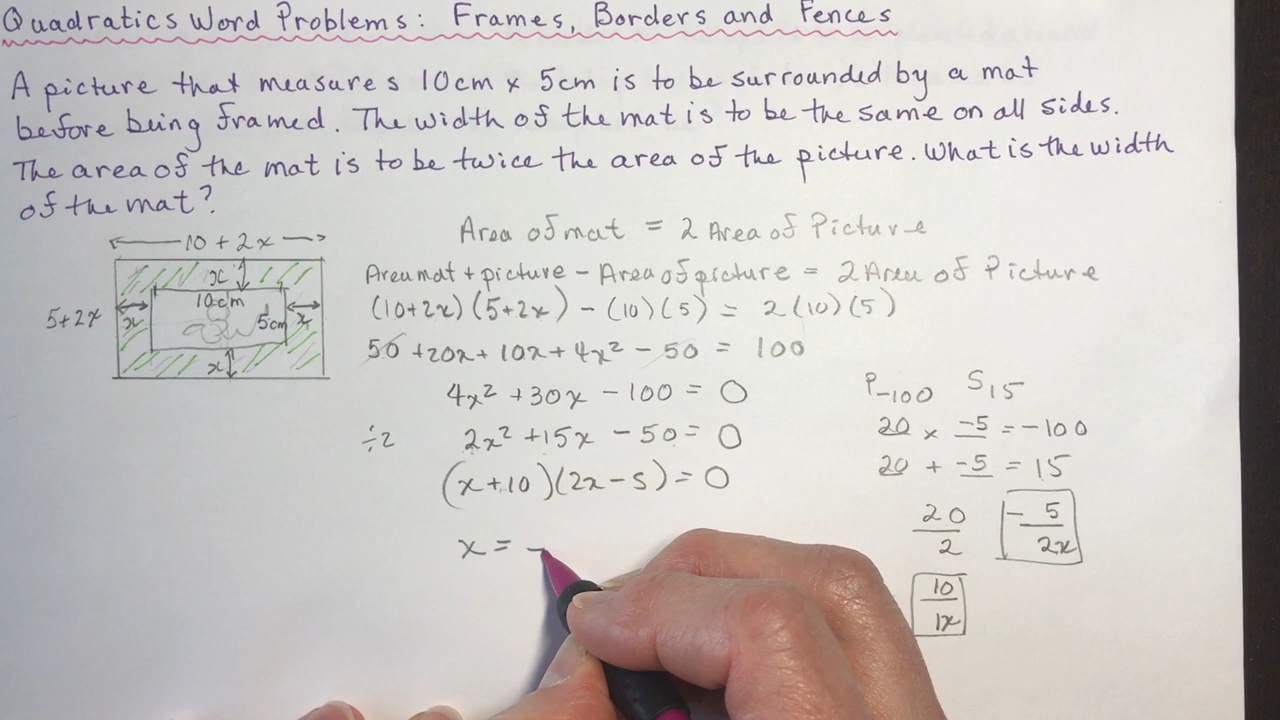 Quadratics Word Problems: Frames, Borders and Fences
A picture that measures 10cm x 5cm is to be surrounded by a mat
before being framed. The width of the mat is to be the same on all sides.
The area of the mat is to be twice the area of the picture. What is the width
of the mat?
10 + 2x
5+2x
x
10cm
x
5cm
x
x
Area of mat = 2 Area of Picture
Area mat + picture - Area of picture = 2 Area of Picture
(10+2x)(5+2x) - (10)(5) = 2(10)(5)
50 + 20x + 10x + 4x² - 50 = 100
4x² + 30x - 100 = 0
÷2 2x² + 15x - 50 = 0
(x+10)(2x-5) = 0
x = -
P-100 S15
20 x -5 = -100
20 + -5 = 15
20/2 -5/2x
10/1x